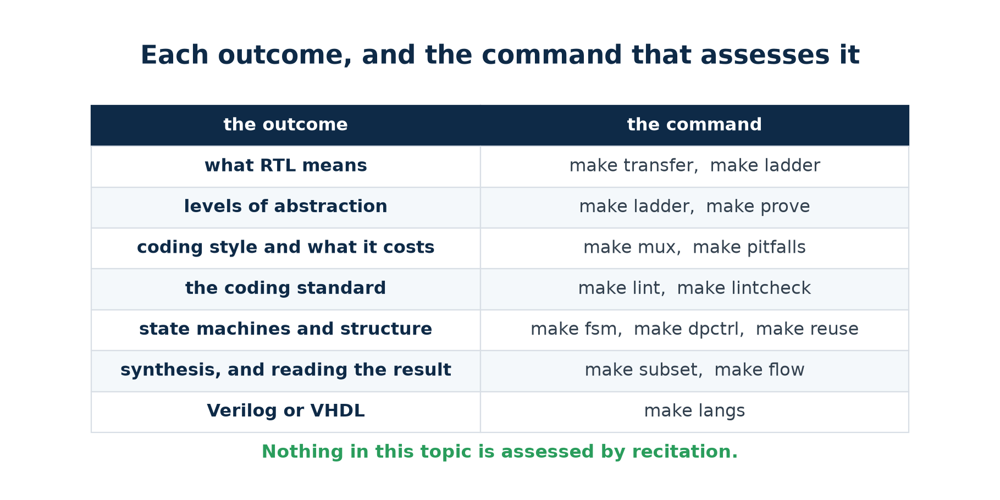 Each outcome, and the command that assesses it
the outcome the command
what RTL means make transfer, make ladder
levels of abstraction make ladder, make prove
coding style and what it costs make mux, make pitfalls
the coding standard make lint, make lintcheck
state machines and structure make fsm, make dpctrl, make reuse
synthesis, and reading the result make subset, make flow
Verilog or VHDL make langs
Nothing in this topic is assessed by recitation.